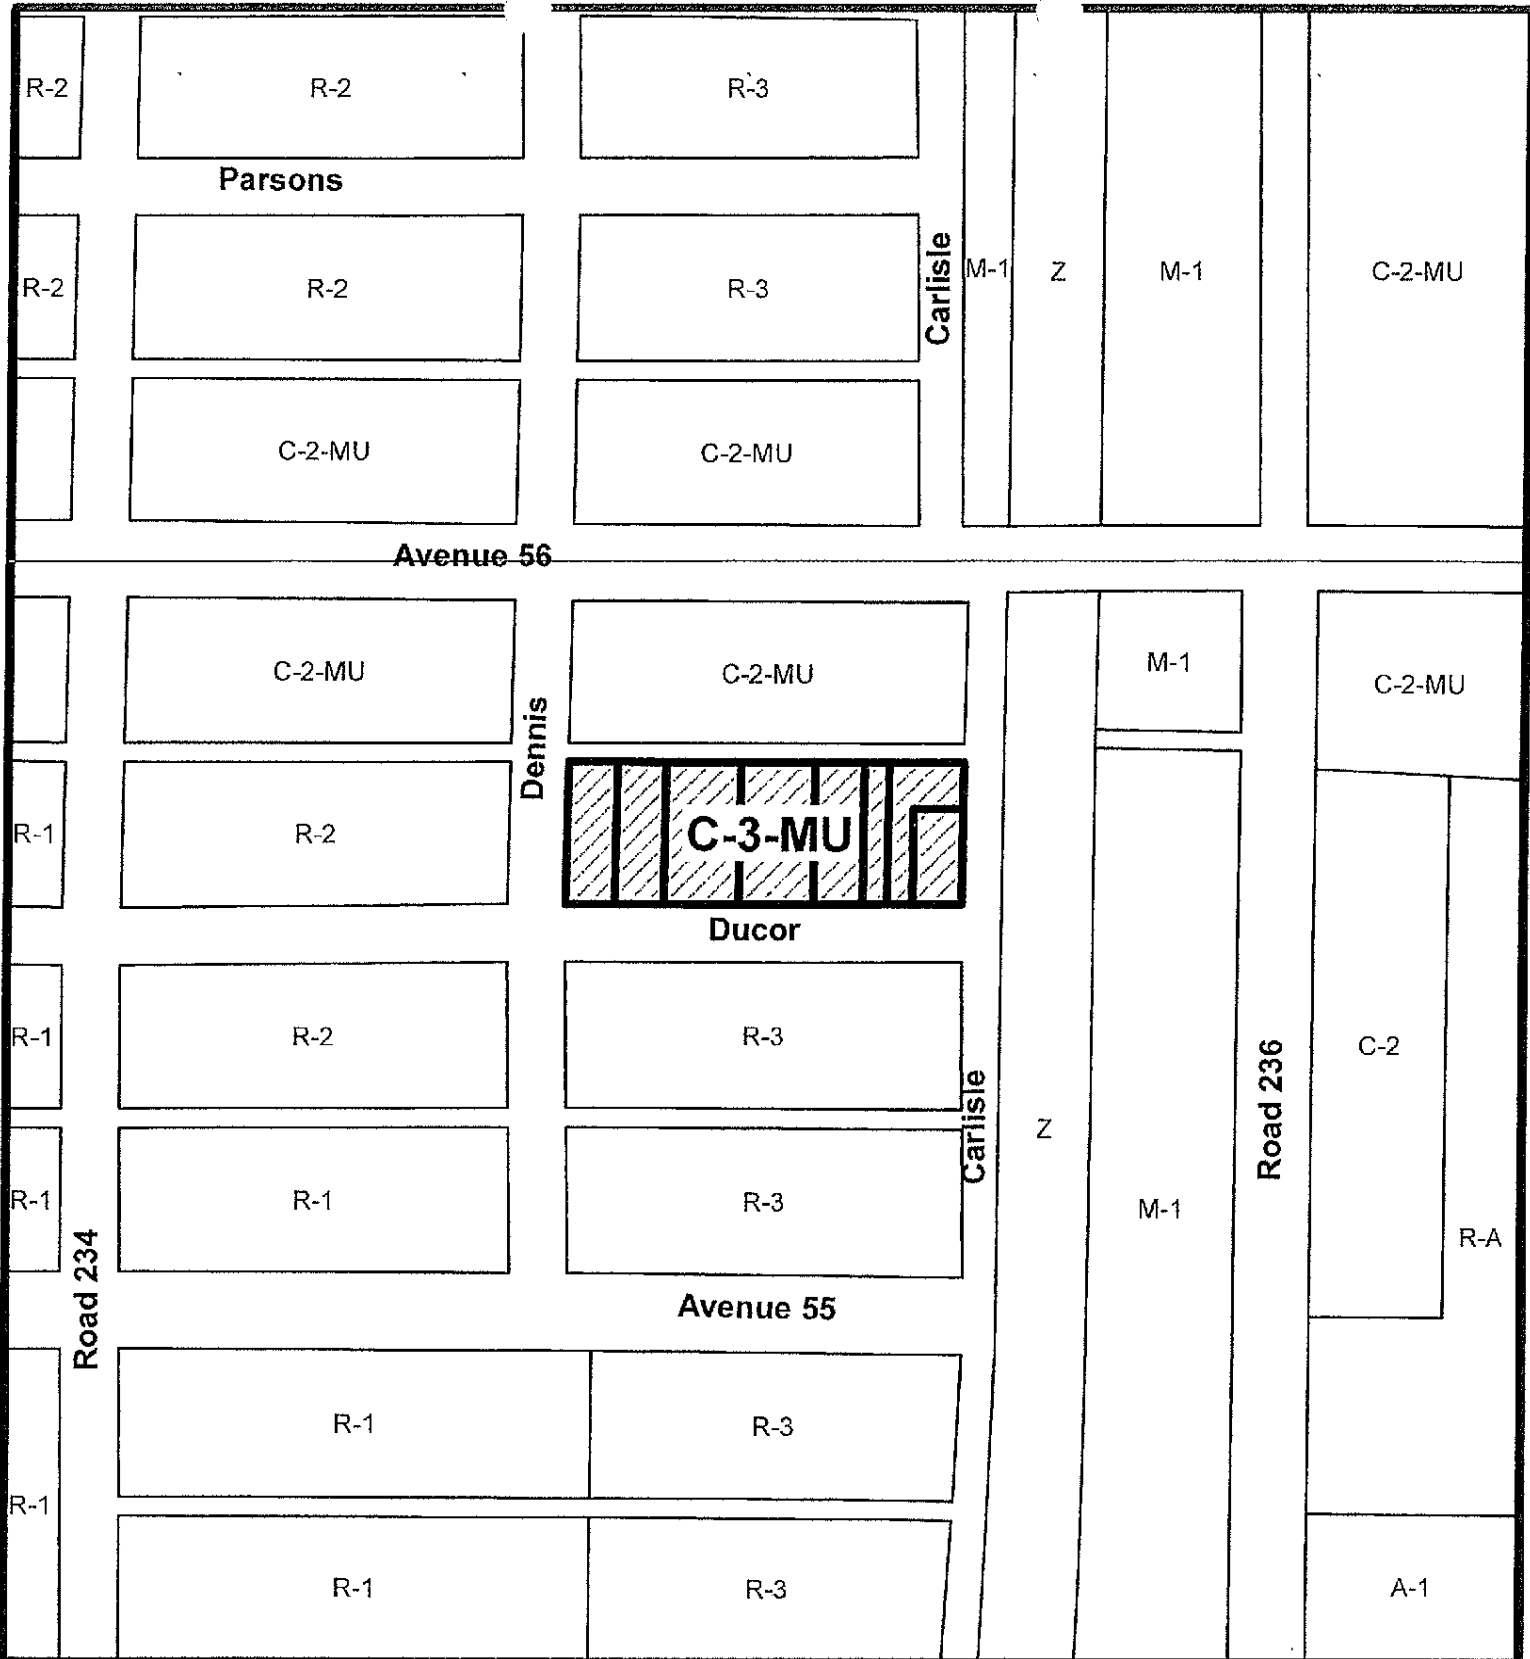 R-2
R-2
R-3
Parsons
R-2
R-2
R-3
Carlisle
M-1
Z
M-1
C-2-MU
C-2-MU
C-2-MU
Avenue 56
C-2-MU
C-2-MU
M-1
C-2-MU
Dennis
R-1
R-2
C-3-MU
Ducor
R-1
R-2
R-3
C-2
Carlisle
Z
Road 236
R-1
R-1
R-3
M-1
R-A
Road 234
Avenue 55
R-1
R-3
R-1
R-1
R-3
A-1